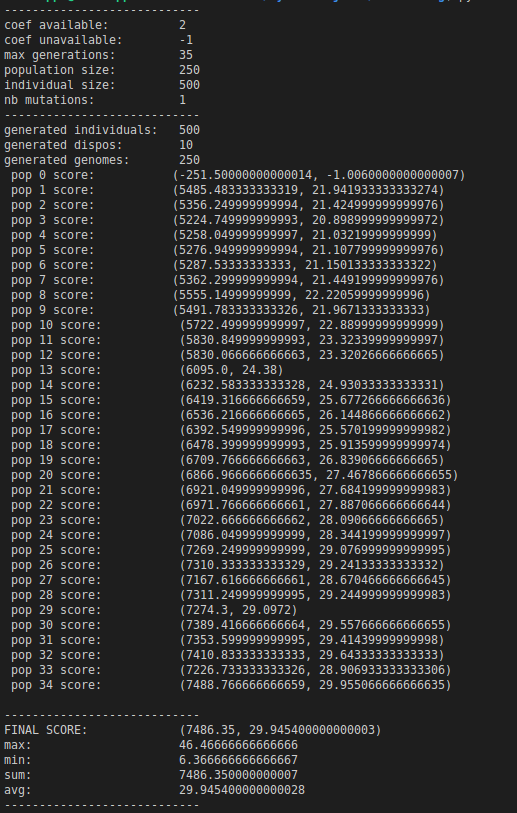 ---------------------------
coef available: 2
coef unavailable: -1
max generations: 35
population size: 250
individual size: 500
nb mutations: 1
---------------------------
generated individuals: 500
generated dispos: 10
generated genomes: 250
pop 0 score: (-251.50000000000014, -1.0060000000000007)
pop 1 score: (5485.483333333319, 21.941933333333274)
pop 2 score: (5356.249999999994, 21.424999999999976)
pop 3 score: (5224.749999999993, 20.898999999999972)
pop 4 score: (5258.049999999997, 21.032199999999999)
pop 5 score: (5276.949999999994, 21.107799999999976)
pop 6 score: (5287.53333333333, 21.150133333333322)
pop 7 score: (5362.299999999994, 21.449199999999976)
pop 8 score: (5555.14999999999, 22.22059999999996)
pop 9 score: (5491.783333333326, 21.9671333333333)
pop 10 score: (5722.499999999997, 22.88999999999999)
pop 11 score: (5830.849999999993, 23.32339999999997)
pop 12 score: (5830.066666666663, 23.32026666666665)
pop 13 score: (6095.0, 24.38)
pop 14 score: (6232.583333333328, 24.93033333333331)
pop 15 score: (6419.316666666659, 25.677266666666636)
pop 16 score: (6536.216666666665, 26.144866666666662)
pop 17 score: (6392.549999999996, 25.570199999999982)
pop 18 score: (6478.399999999993, 25.913599999999974)
pop 19 score: (6709.766666666663, 26.83906666666665)
pop 20 score: (6866.9666666666635, 27.467866666666655)
pop 21 score: (6921.049999999996, 27.684199999999983)
pop 22 score: (6971.766666666661, 27.887066666666644)
pop 23 score: (7022.666666666662, 28.09066666666665)
pop 24 score: (7086.049999999999, 28.344199999999997)
pop 25 score: (7269.249999999999, 29.076999999999995)
pop 26 score: (7310.333333333329, 29.24133333333332)
pop 27 score: (7167.616666666661, 28.670466666666645)
pop 28 score: (7311.249999999995, 29.244999999999983)
pop 29 score: (7274.3, 29.0972)
pop 30 score: (7389.416666666664, 29.557666666666655)
pop 31 score: (7353.599999999995, 29.41439999999998)
pop 32 score: (7410.833333333333, 29.64333333333333)
pop 33 score: (7226.733333333326, 28.906933333333306)
pop 34 score: (7488.766666666659, 29.955066666666635)
---------------------------
FINAL SCORE: (7486.35, 29.945400000000003)
max: 46.46666666666666
min: 6.366666666666667
sum: 7486.350000000007
avg: 29.945400000000028
---------------------------